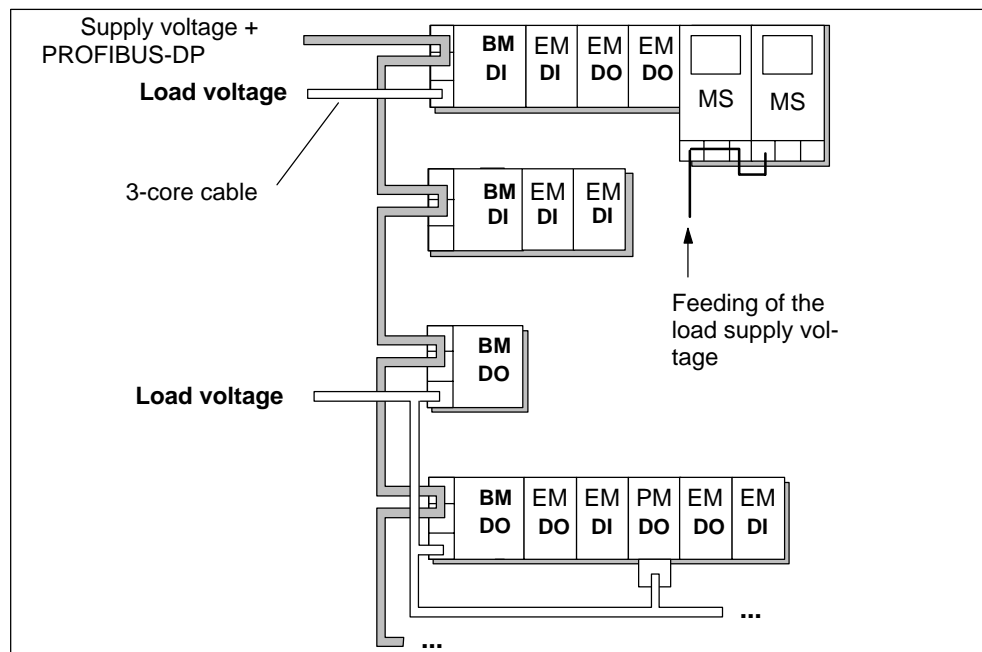 Supply voltage +
PROFIBUS-DP
BM EM EM EM
DI DI DO DO
MS MS
Load voltage
3-core cable
BM EM EM
DI DI DI
Feeding of the
load supply vol-
tage
BM
DO
Load voltage
BM EM EM PM EM EM
DO DO DI DO DO DI
...
...